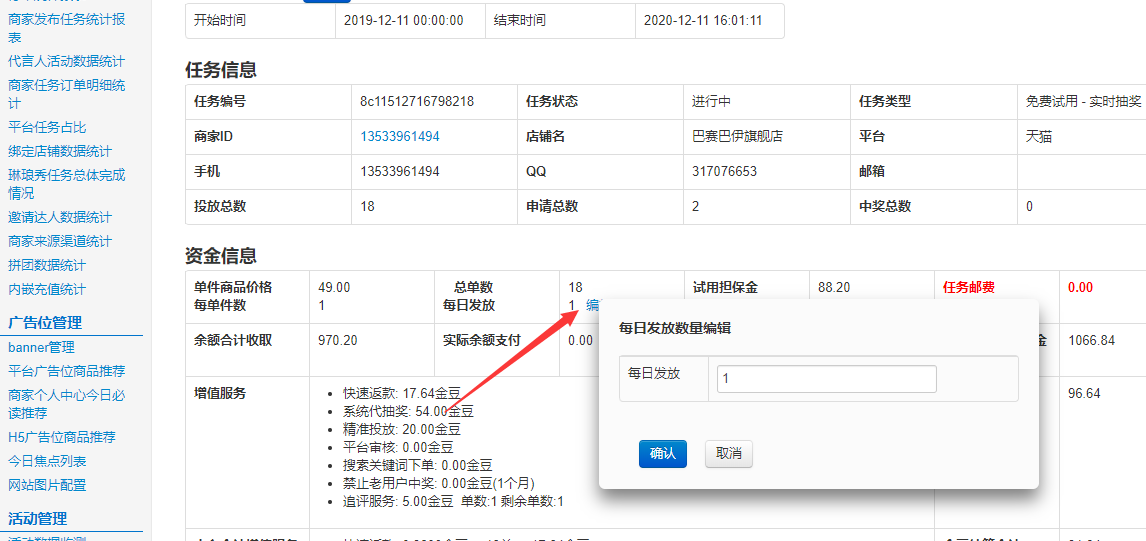 商家发布任务统计报
表
代言人活动数据统计
商家任务订单明细统
计
平台任务占比
绑定店铺数据统计
琳琅秀任务总体完成
情况
邀请达人数据统计
商家来源渠道统计
拼团数据统计
内嵌充值统计
广告位管理
banner管理
平台广告位商品推荐
商家个人中心今日必
读推荐
H5广告位商品推荐
今日焦点列表
网站图片配置
活动管理
活动数据监测
开始时间 2019-12-11 00:00:00 结束时间 2020-12-11 16:01:11
任务信息
任务编号 8c11512716798218 任务状态 进行中 任务类型 免费试用 - 实时抽奖
商家ID 13533961494 店铺名 巴赛巴伊旗舰店 平台 天猫
手机 13533961494 QQ 317076653 邮箱
投放总数 18 申请总数 2 中奖总数 0
资金信息
单件商品价格 49.00 总单数 18 试用担保金 88.20 任务邮费 0.00
每单件数 1 每日发放 1 编
余额合计收取 970.20 实际余额支付 0.00 金 1066.84
增值服务 96.64
快速返款: 17.64金豆
系统代抽奖: 54.00金豆
精准投放: 20.00金豆
平台审核: 0.00金豆
搜索关键词下单: 0.00金豆
禁止老用户中奖: 0.00金豆(1个月)
追评服务: 5.00金豆 单数:1 剩余单数:1
每日发放数量编辑
每日发放 1
确认 取消